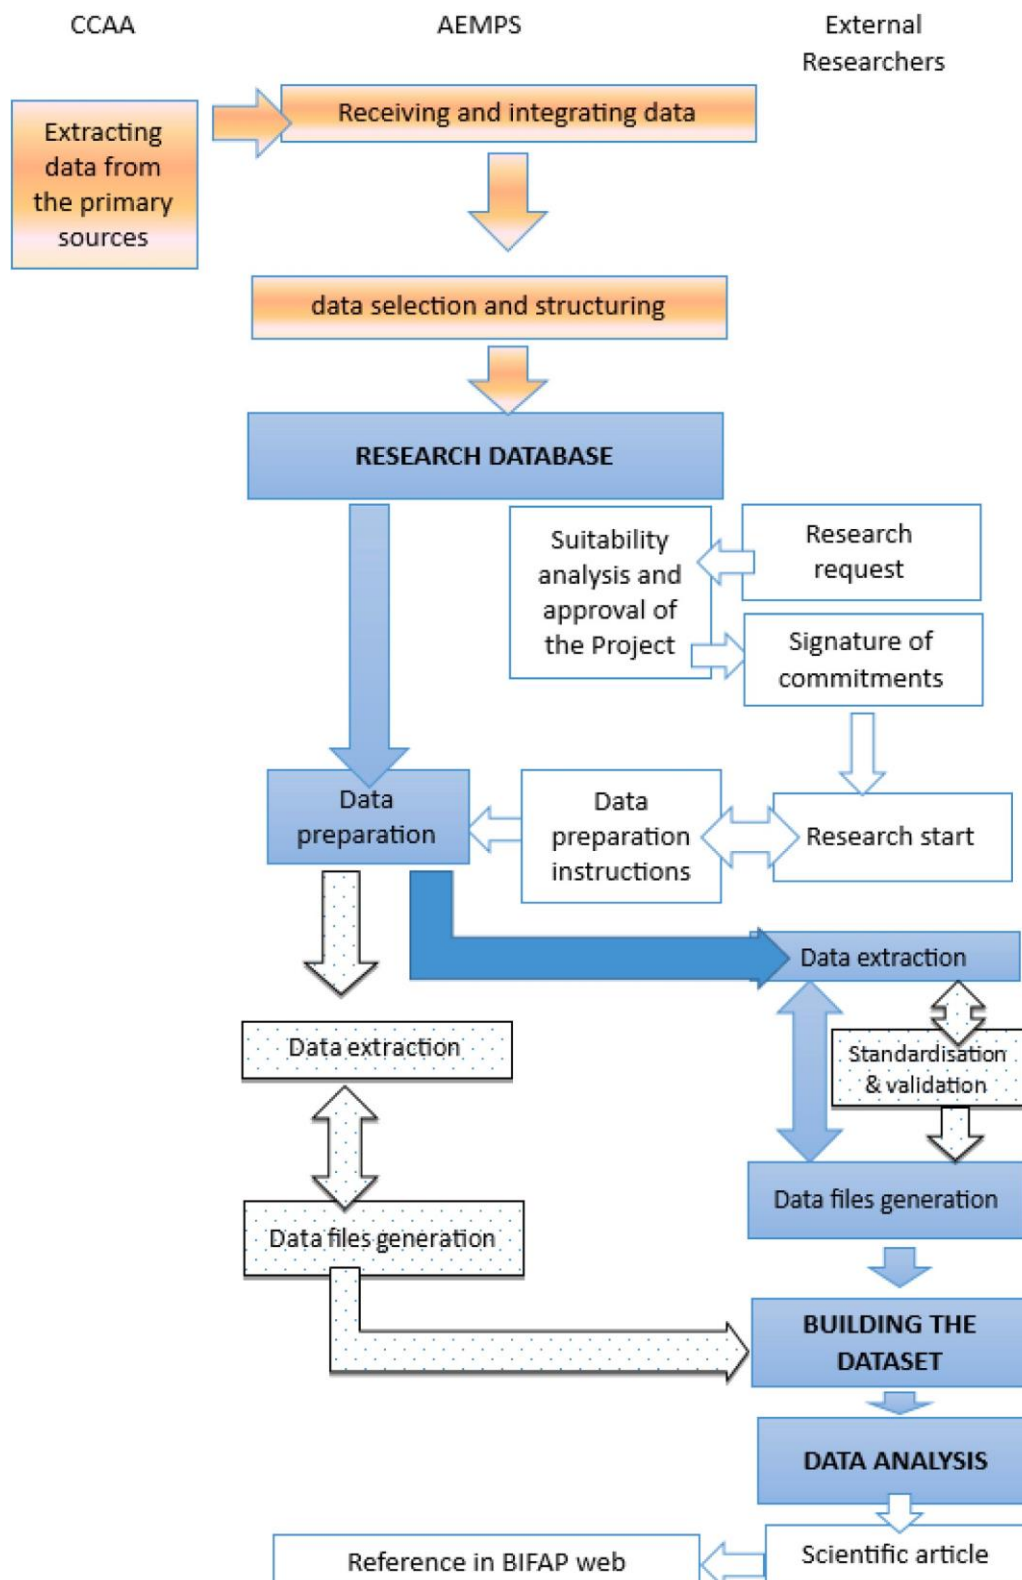 CCAA
AEMPS
External
Researchers
Extracting
data from
the primary
sources
Receiving and integrating data
data selection and structuring
RESEARCH DATABASE
Suitability
analysis and
approval of
the Project
Research
request
Signature of
commitments
Data
preparation
Data
preparation
instructions
Research start
Data extraction
Data extraction
Standardisation
& validation
Data files generation
Data files generation
BUILDING THE
DATASET
DATA ANALYSIS
Scientific article
Reference in BIFAP web